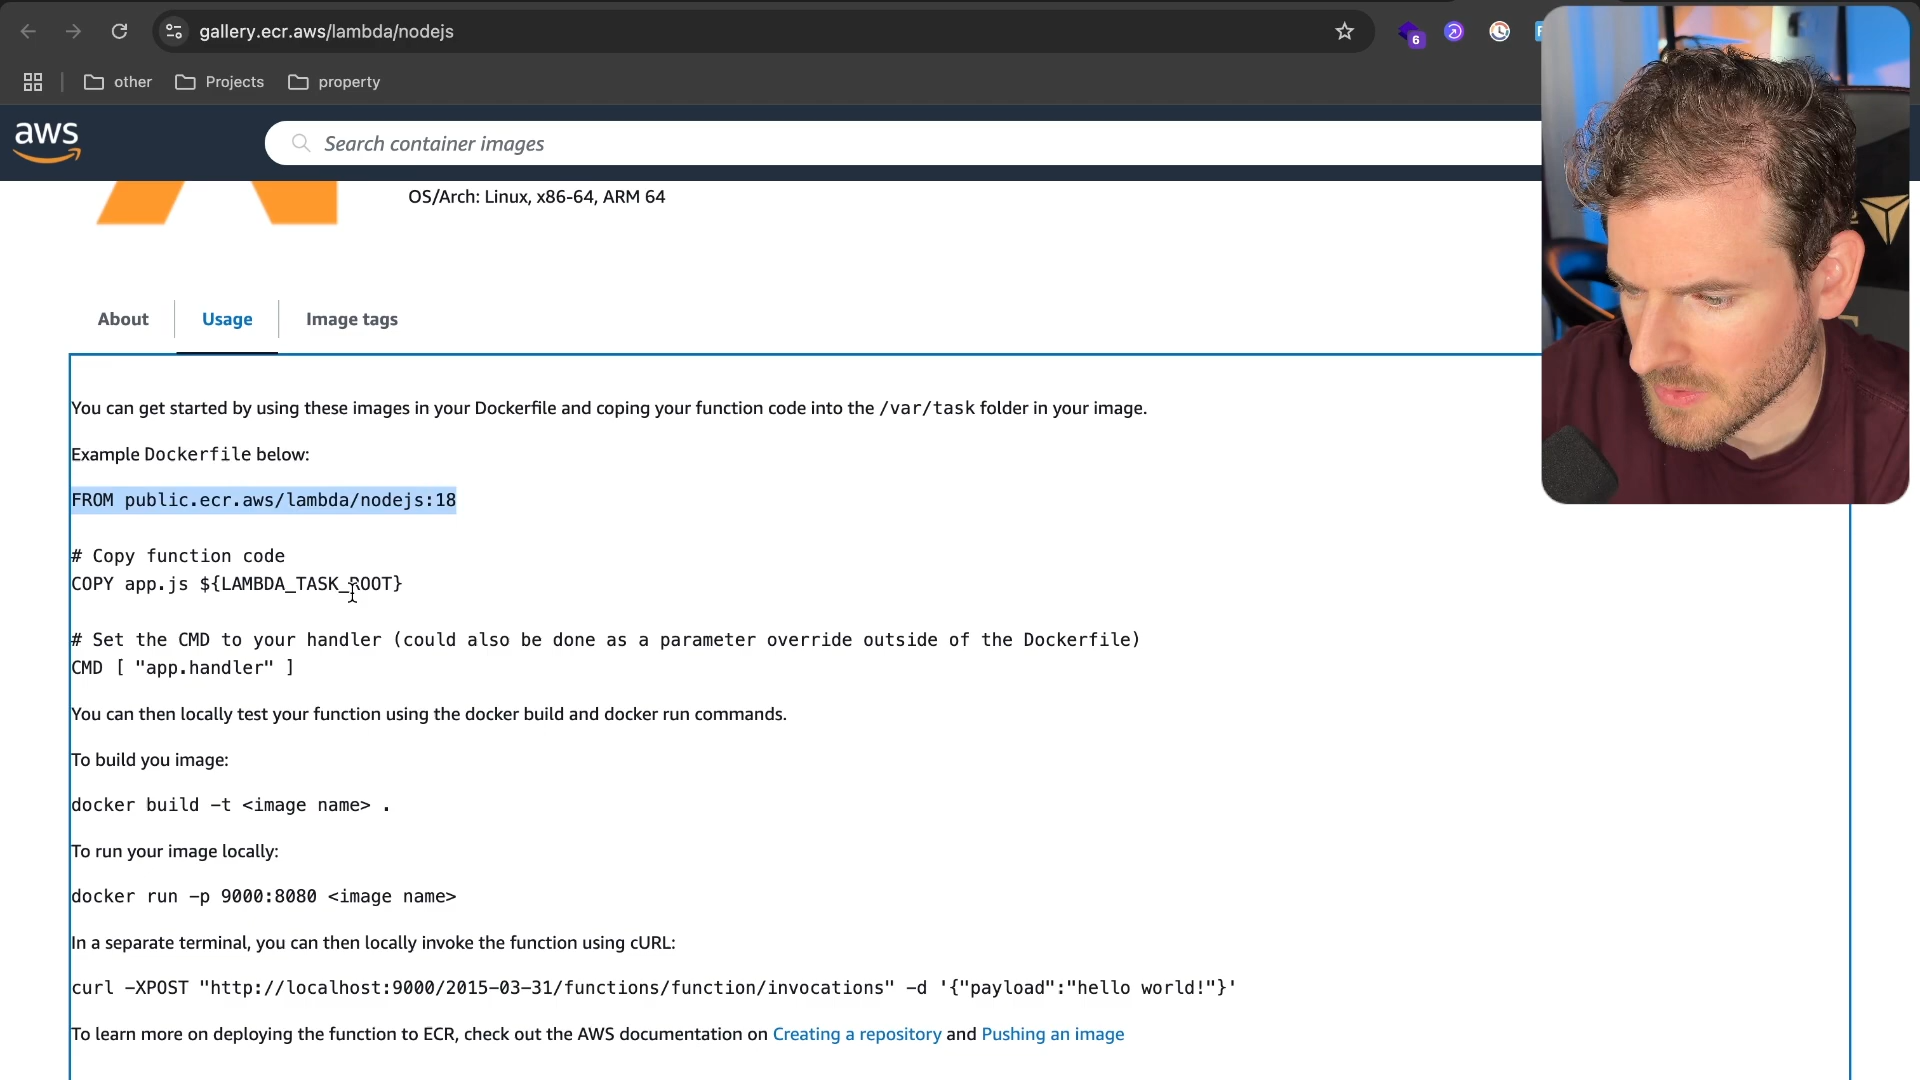 gallery.ecr.aws/lambda/nodejs
6
other
Projects
property
aws
Search container images
OS/Arch: Linux, x86-64, ARM 64
About
Usage
Image tags
You can get started by using these images in your Dockerfile and coping your function code into the /var/task folder in your image.
Example Dockerfile below:
FROM public.ecr.aws/lambda/nodejs:18
# Copy function code
COPY app.js ${LAMBDA_TASK_ROOT}
# Set the CMD to your handler (could also be done as a parameter override outside of the Dockerfile)
CMD [ "app.handler" ]
You can then locally test your function using the docker build and docker run commands.
To build you image:
docker build -t <image name> .
To run your image locally:
docker run -p 9000:8080 <image name>
In a separate terminal, you can then locally invoke the function using cURL:
curl -XPOST "http://localhost:9000/2015-03-31/functions/function/invocations" -d '{"payload":"hello world!"}'
To learn more on deploying the function to ECR, check out the AWS documentation on Creating a repository and Pushing an image